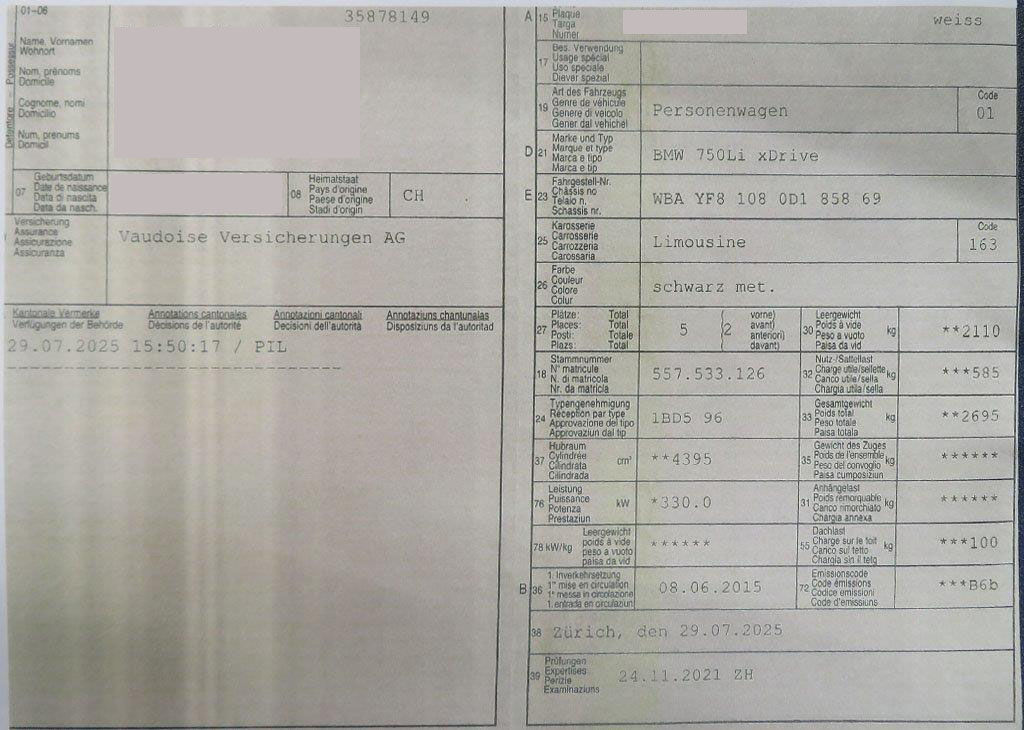 01-06
35878149
Detentore - Possessur
Name, Vornamen
Wohnort
Nom, prénoms
Domicile
Cognome, nomi
Domicilio
Num, prenums
Domicil
07
Geburtsdatum
Date de naissance
Data di nascita
Data da nasch.
08
Heimatstaat
Pays d'origine
Paese d'origine
Stadi d'origin
CH
Versicherung
Assurance
Assicurazione
Assicuranza
Vaudoise Versicherungen AG
Kantonale Vermerke Annotations cantonales Annotazioni cantonali Annotaziuns chantunalas
Verfügungen der Behörde Décisions de l'autorité Decisioni dell'autorità Disposiziuns da l'autoritad
29.07.2025 15:50:17 / PIL
A 15
Plaque
Targa
Numer
weiss
17
Bes. Verwendung
Usage spécial
Uso speciale
Diever spezial
19
Art des Fahrzeugs
Genre de véhicule
Genere di veicolo
Gener dal vehichel
Personenwagen
Code
01
D 21
Marke und Typ
Marque et type
Marca e tipo
Marca e tip
BMW 750Li xDrive
E 23
Fahrgestell-Nr.
Châssis no
Telaio n.
Schassis nr.
WBA YF8 108 0D1 858 69
25
Karosserie
Carrosserie
Carrozzeria
Carossaria
Limousine
Code
163
26
Farbe
Couleur
Colore
Colur
schwarz met.
27
Plätze: Total
Places: Total
Posti: Totale
Plazs: Total
5
(2
vorne)
avant)
anteriori)
davant)
30
Leergewicht
Poids à vide
Peso a vuoto
Paisa da vid
kg
**2110
18
Stammnummer
N° matricule
N. di matricola
Nr. da matricla
557.533.126
32
Nutz-/Sattellast
Charge utile/sellette
Carico utile/sella
Chargia utila/sella
kg
***585
24
Typengenehmigung
Réception par type
Approvazione del tipo
Approvaziun dal tip
1BD5 96
33
Gesamtgewicht
Poids total
Peso totale
Paisa totala
kg
**2695
37
Hubraum
Cylindrée
Cilindrata
Cilindrada
cm³
**4395
35
Gewicht des Zuges
Poids de l'ensemble
Peso del convoglio
Paisa cumposiziun
kg
******
76
Leistung
Puissance
Potenza
Prestaziun
kW
*330.0
31
Anhängelast
Poids remorquable
Carico rimorchiato
Chargia annexa
kg
******
78 kW/kg
Leergewicht
poids à vide
peso a vuoto
paisa da vid
******
55
Dachlast
Charge sur le toit
Carico sul tetto
Chargia sin il tetg
kg
***100
B 36
1. Inverkehrsetzung
1re mise en circulation
1a messa in circolazione
1. entrada en circulaziun
08.06.2015
72
Emissionscode
Code émissions
Codice emissioni
Code d'emissiuns
***B6b
38
Zürich, den 29.07.2025
39
Prüfungen
Expertises
Perizie
Examinaziuns
24.11.2021 ZH